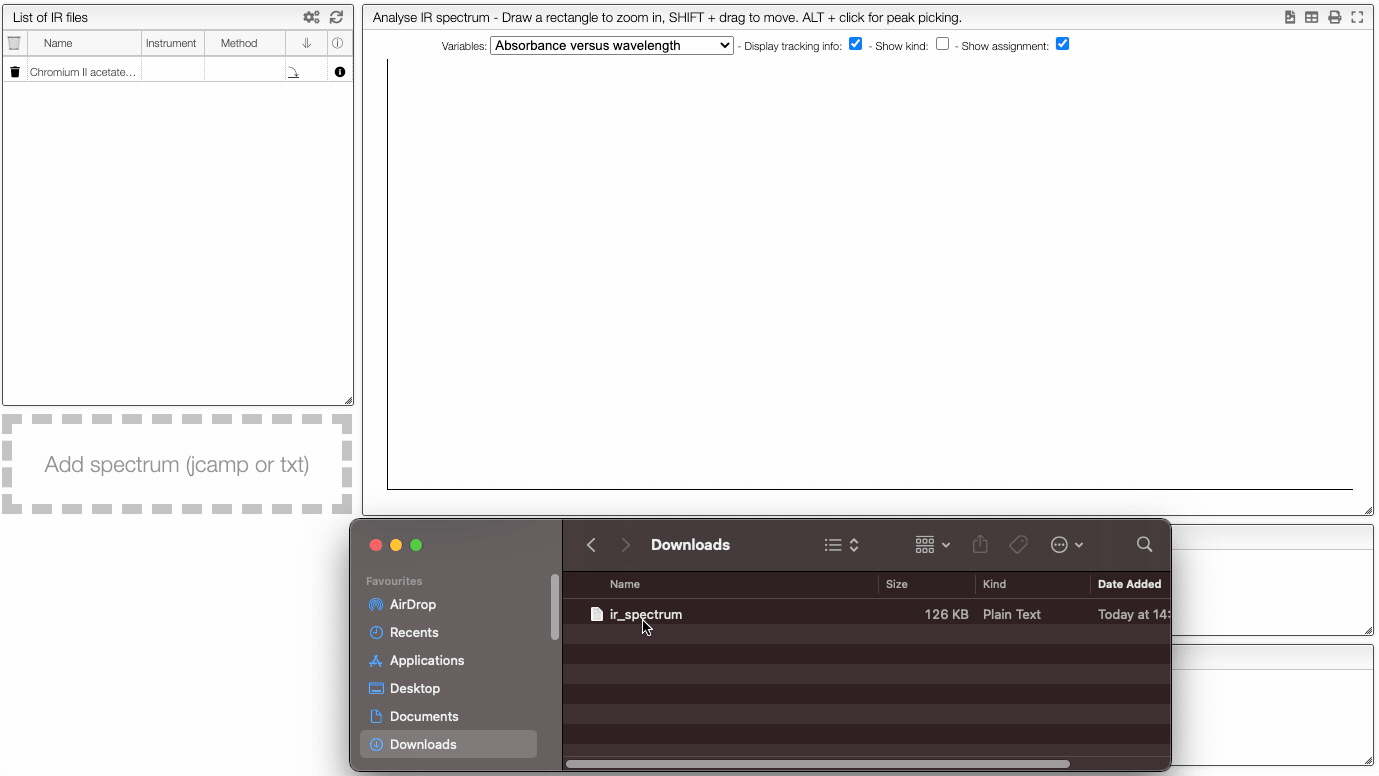 List of IR files
Name Instrument Method
Chromium II acetate...
Add spectrum (jcamp or txt)
Analyse IR spectrum - Draw a rectangle to zoom in, SHIFT + drag to move. ALT + click for peak picking.
Variables: Absorbance versus wavelength - Display tracking info: - Show kind: - Show assignment:
Downloads
Favourites
AirDrop
Recents
Applications
Desktop
Documents
Downloads
Name Size Kind Date Added
ir_spectrum 126 KB Plain Text Today at 14: